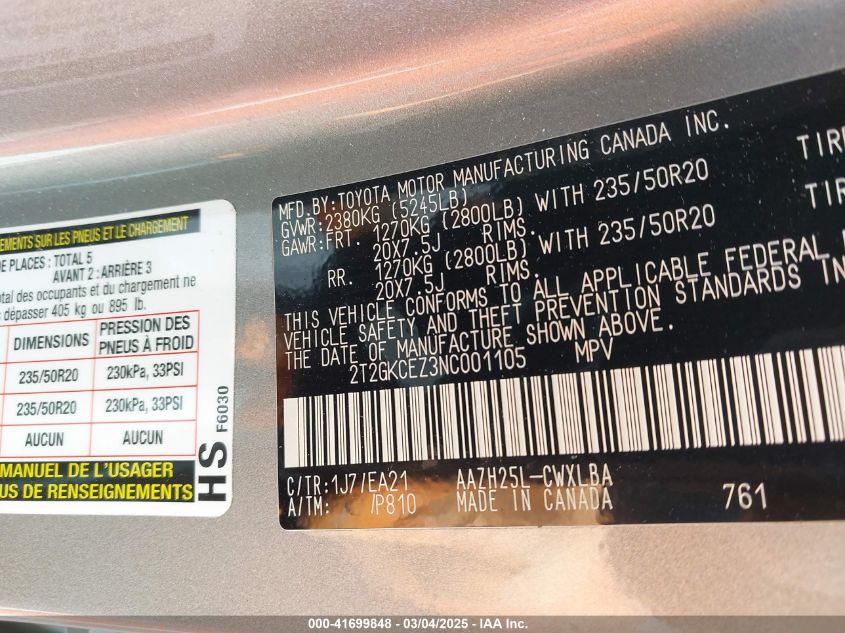 EMENTS SUR LES PNEUS ET LE CHARGEMENT
DE PLACES : TOTAL 5
AVANT 2 : ARRIÈRE 3
total des occupants et du chargement ne
dépasser 405 kg ou 895 lb.
DIMENSIONS PRESSION DES PNEUS À FROID
235/50R20 230kPa, 33PSI
235/50R20 230kPa, 33PSI
AUCUN AUCUN
MANUEL DE L'USAGER
US DE RENSEIGNEMENTS
HS F6030
MFD.BY:TOYOTA MOTOR MANUFACTURING CANADA INC.
GVWR:2380KG (5245LB)
GAWR:FRT. 1270KG (2800LB) WITH 235/50R20 TIRE
20X7.5J RIMS.
RR. 1270KG (2800LB) WITH 235/50R20 TIRE
20X7.5J RIMS.
THIS VEHICLE CONFORMS TO ALL APPLICABLE FEDERAL
VEHICLE SAFETY AND THEFT PREVENTION STANDARDS IN
THE DATE OF MANUFACTURE SHOWN ABOVE.
2T2GKCEZ3NC001105 MPV
C/TR:1J7/EA21 AAZH25L-CWXLBA
A/TM: /P810 MADE IN CANADA 761
000-41699848 - 03/04/2025 - IAA Inc.